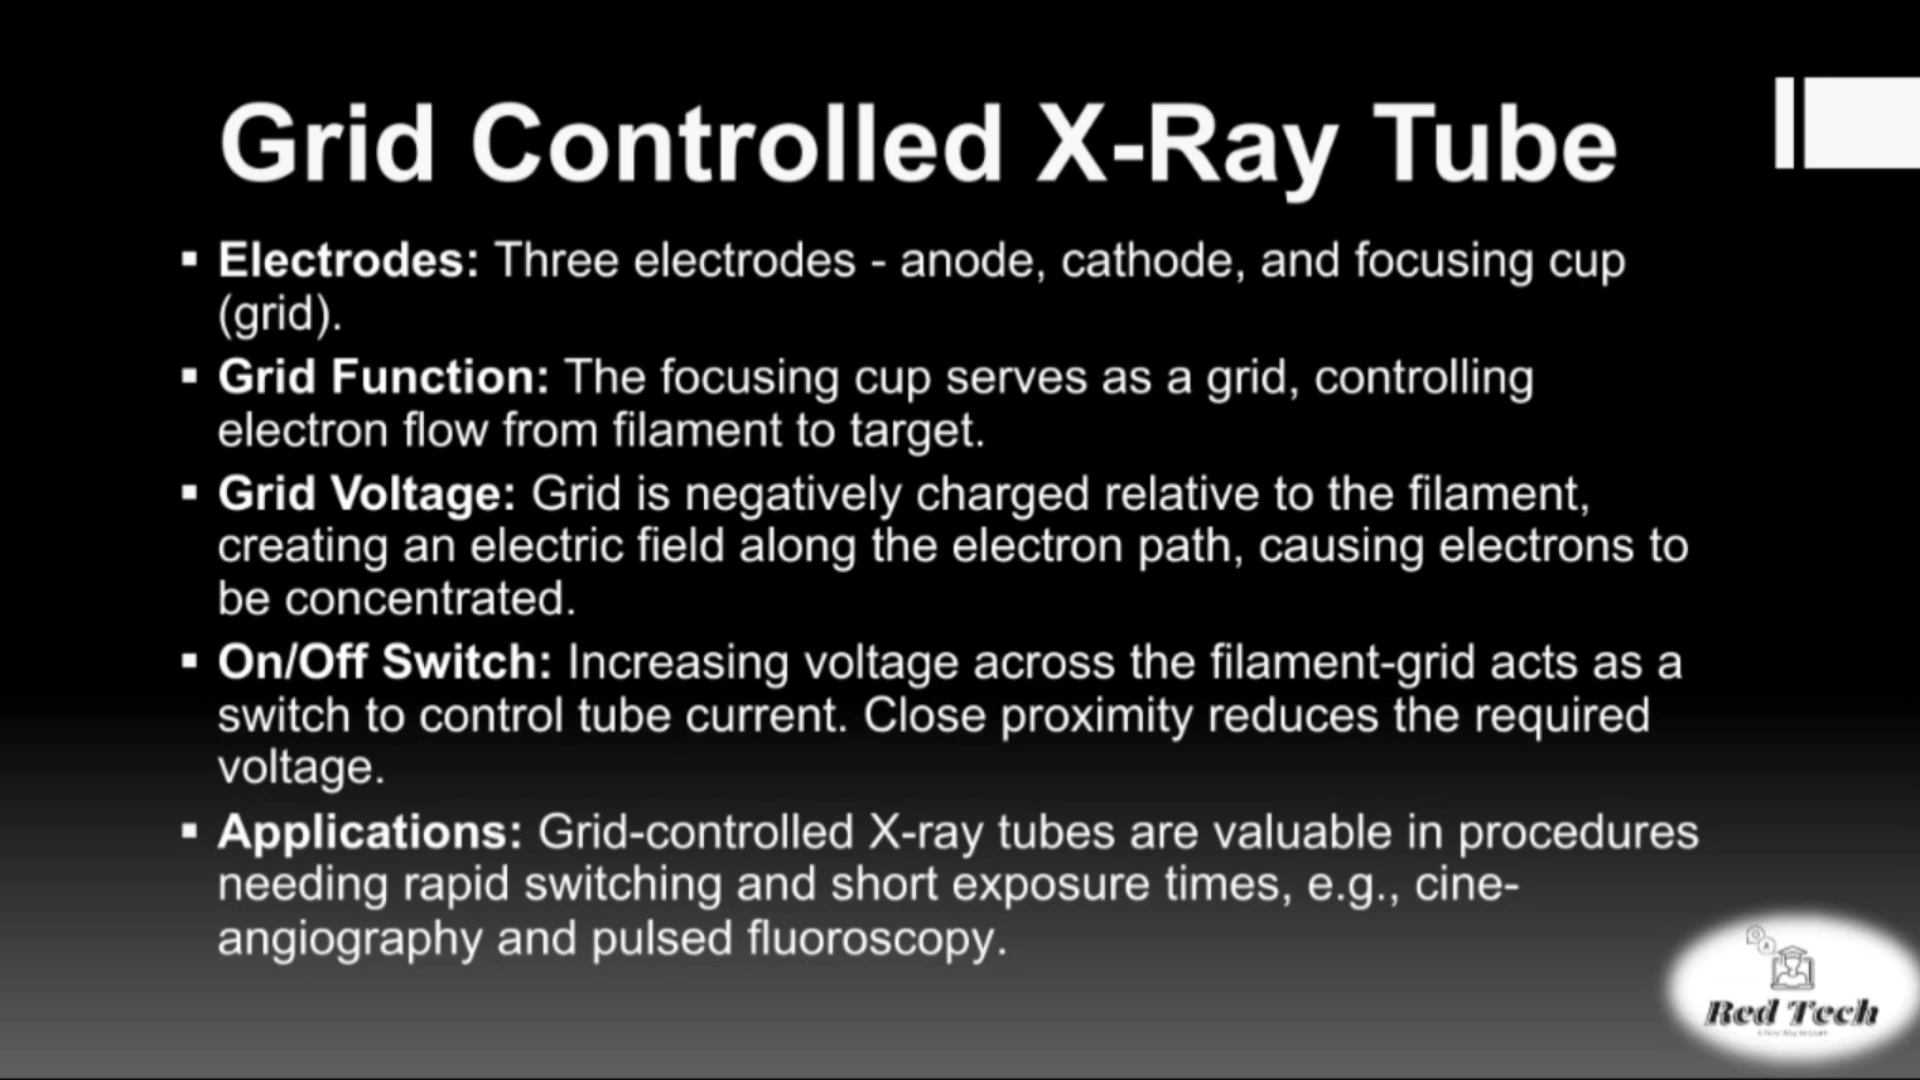 Grid Controlled X-Ray Tube
▪ Electrodes: Three electrodes - anode, cathode, and focusing cup
(grid).
▪ Grid Function: The focusing cup serves as a grid, controlling
electron flow from filament to target.
▪ Grid Voltage: Grid is negatively charged relative to the filament,
creating an electric field along the electron path, causing electrons to
be concentrated.
▪ On/Off Switch: Increasing voltage across the filament-grid acts as a
switch to control tube current. Close proximity reduces the required
voltage.
▪ Applications: Grid-controlled X-ray tubes are valuable in procedures
needing rapid switching and short exposure times, e.g., cine-
angiography and pulsed fluoroscopy.
Q
A
Red Tech